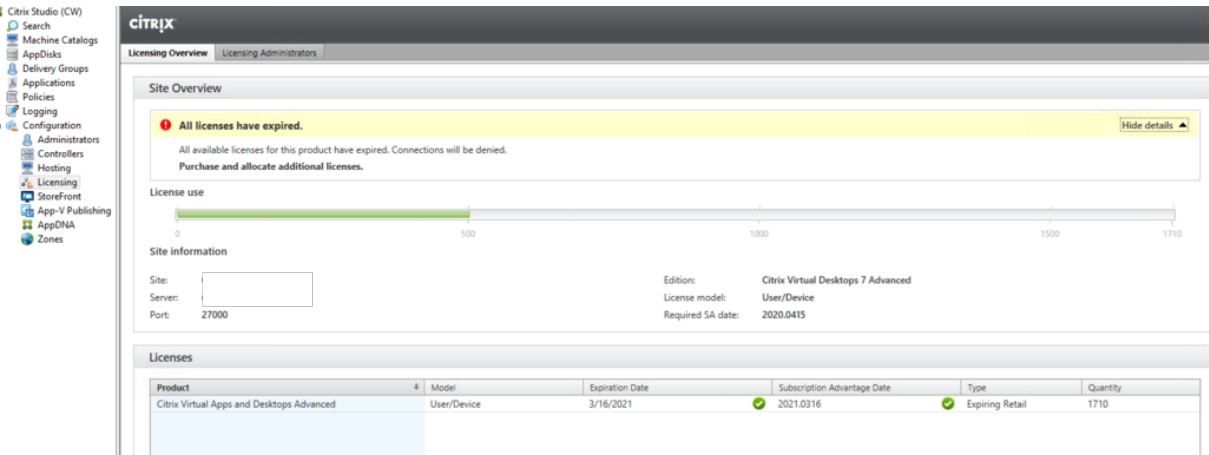 Citrix Studio (CW)
Search
Machine Catalogs
AppDisks
Delivery Groups
Applications
Policies
Logging
Configuration
Administrators
Controllers
Hosting
Licensing
StoreFront
App-V Publishing
AppDNA
Zones
CITRIX
Licensing Overview Licensing Administrators
Site Overview
All licenses have expired. Hide details
All available licenses for this product have expired. Connections will be denied.
Purchase and allocate additional licenses.
License use
0 500 1000 1500 1710
Site information
Site: Edition: Citrix Virtual Desktops 7 Advanced
Server: License model: User/Device
Port: 27000 Required SA date: 2020.0415
Licenses
Product Model Expiration Date Subscription Advantage Date Type Quantity
Citrix Virtual Apps and Desktops Advanced User/Device 3/16/2021 2021.0316 Expiring Retail 1710